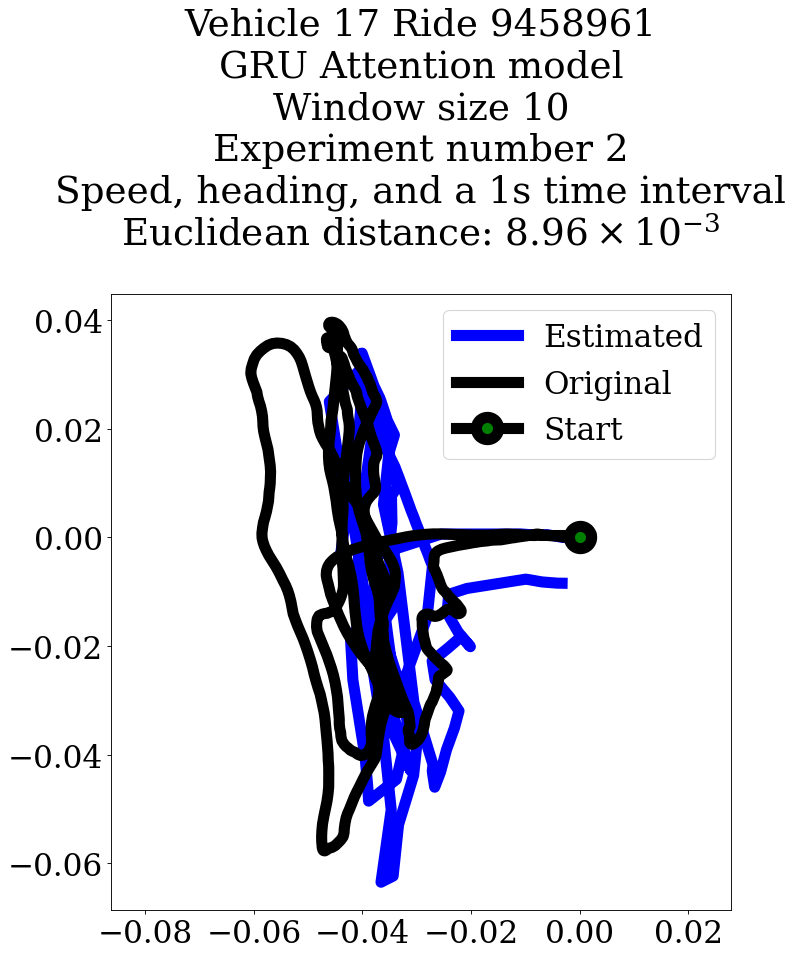 Vehicle 17 Ride 9458961
GRU Attention model
Window size 10
Experiment number 2
Speed, heading, and a 1s time interval
Euclidean distance: 8.96 × 10⁻³
Estimated
Original
Start
0.04
0.02
0.00
−0.02
−0.04
−0.06
−0.08 −0.06 −0.04 −0.02 0.00 0.02